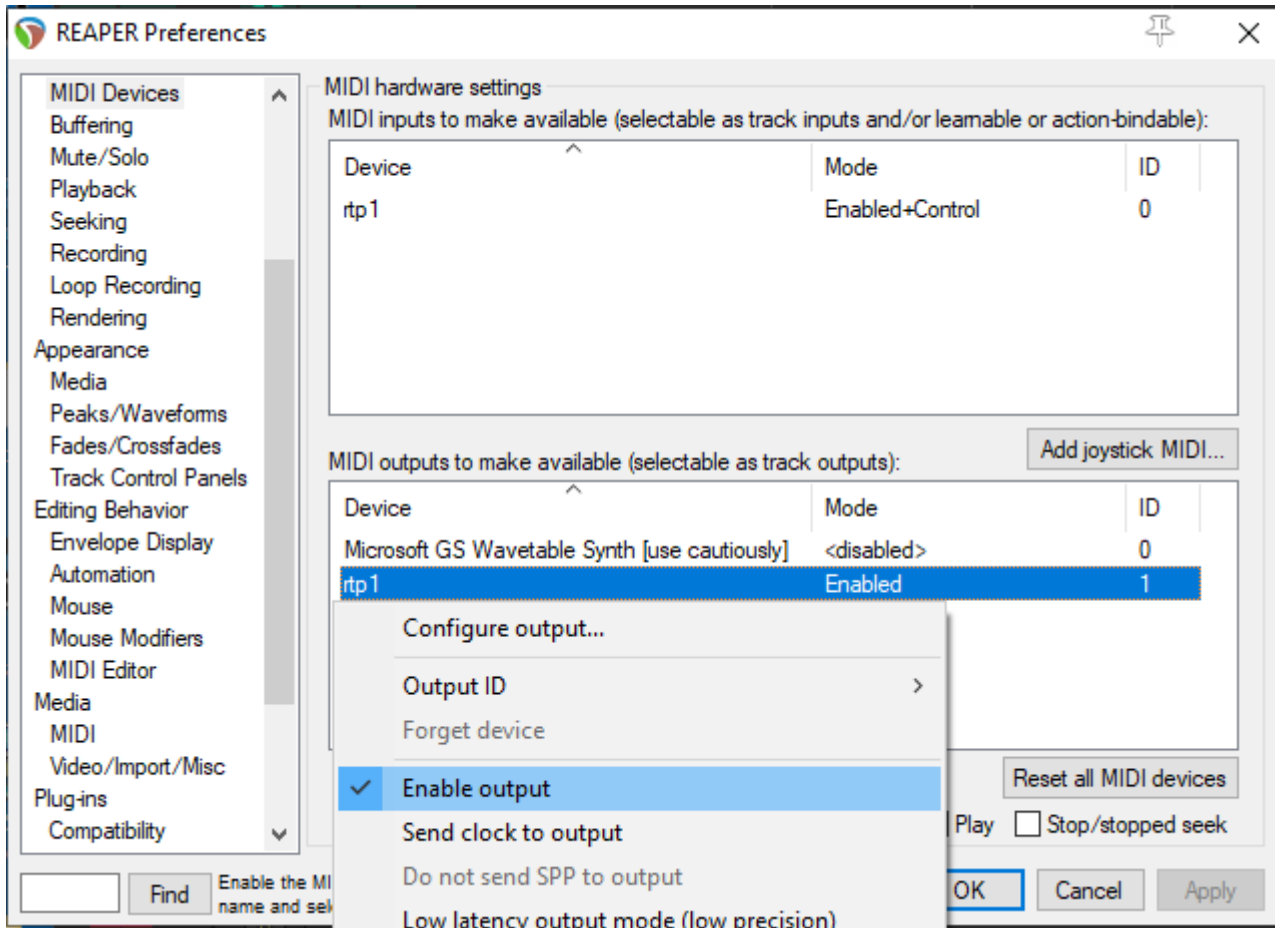 REAPER Preferences
MIDI Devices
Buffering
Mute/Solo
Playback
Seeking
Recording
Loop Recording
Rendering
Appearance
Media
Peaks/Waveforms
Fades/Crossfades
Track Control Panels
Editing Behavior
Envelope Display
Automation
Mouse
Mouse Modifiers
MIDI Editor
Media
MIDI
Video/Import/Misc
Plug-ins
Compatibility
Find
Enable the MI
name and sel
MIDI hardware settings
MIDI inputs to make available (selectable as track inputs and/or learnable or action-bindable):
Device Mode ID
rtp1 Enabled+Control 0
Add joystick MIDI...
MIDI outputs to make available (selectable as track outputs):
Device Mode ID
Microsoft GS Wavetable Synth [use cautiously] <disabled> 0
rtp1 Enabled 1
Configure output...
Output ID
Forget device
Enable output
Send clock to output
Do not send SPP to output
Low latency output mode (low precision)
Reset all MIDI devices
Play Stop/stopped seek
OK Cancel Apply